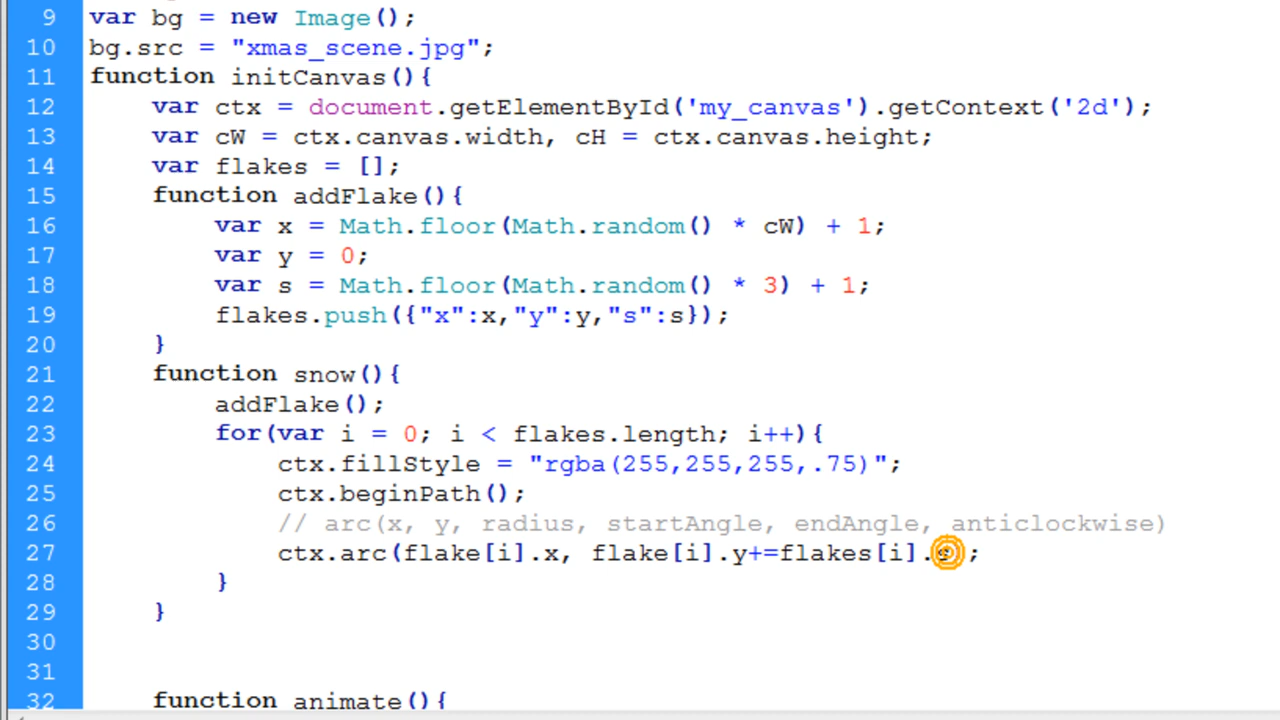 9 var bg = new Image();
10 bg.src = "xmas_scene.jpg";
11 function initCanvas(){
12 var ctx = document.getElementById('my_canvas').getContext('2d');
13 var cW = ctx.canvas.width, cH = ctx.canvas.height;
14 var flakes = [];
15 function addFlake(){
16 var x = Math.floor(Math.random() * cW) + 1;
17 var y = 0;
18 var s = Math.floor(Math.random() * 3) + 1;
19 flakes.push({"x":x,"y":y,"s":s});
20 }
21 function snow(){
22 addFlake();
23 for(var i = 0; i < flakes.length; i++){
24 ctx.fillStyle = "rgba(255,255,255,.75)";
25 ctx.beginPath();
26 // arc(x, y, radius, startAngle, endAngle, anticlockwise)
27 ctx.arc(flake[i].x, flake[i].y+=flakes[i]. ;
28 }
29 }
30
31
32 function animate(){